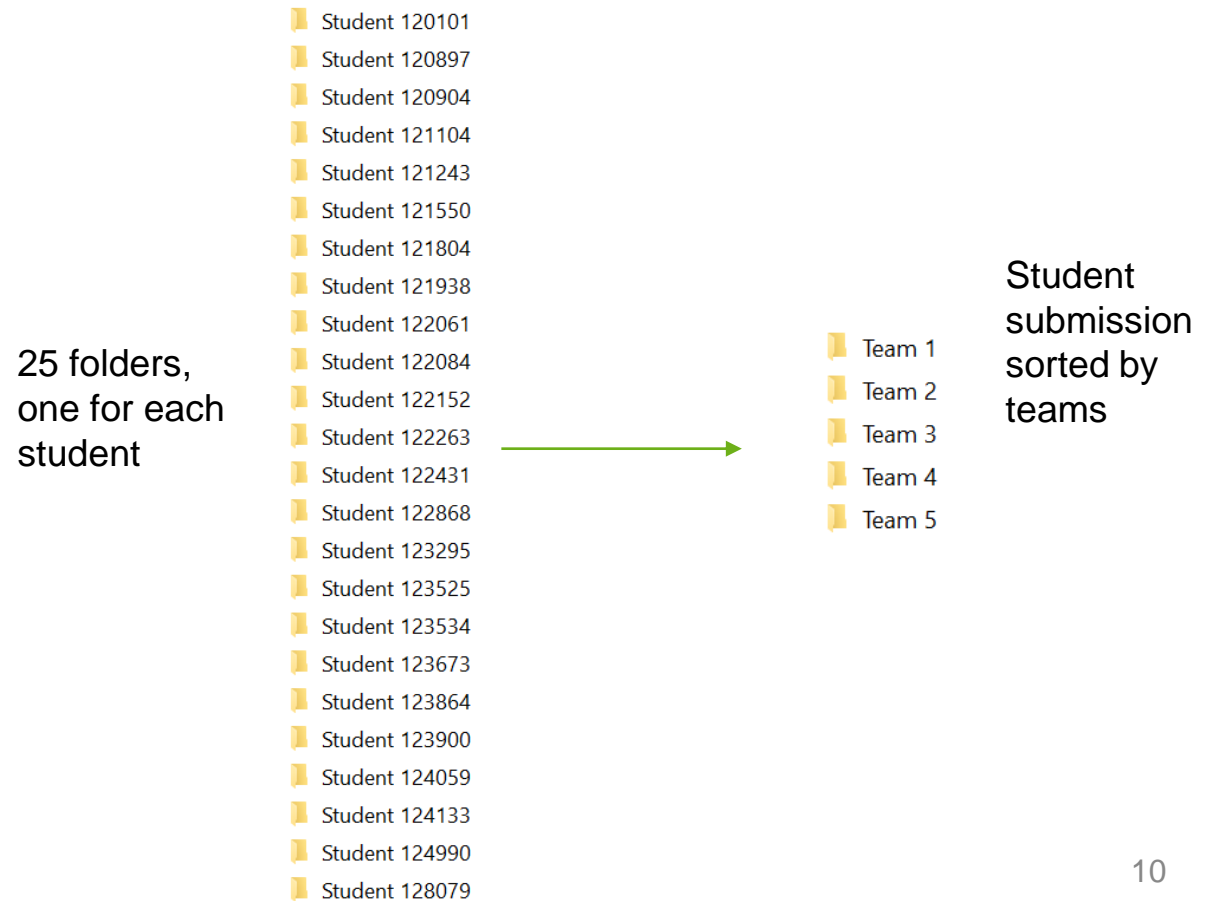 25 folders,
one for each
student
Student 120101
Student 120897
Student 120904
Student 121104
Student 121243
Student 121550
Student 121804
Student 121938
Student 122061
Student 122084
Student 122152
Student 122263
Student 122431
Student 122868
Student 123295
Student 123525
Student 123534
Student 123673
Student 123864
Student 123900
Student 124059
Student 124133
Student 124990
Student 128079
Team 1
Team 2
Team 3
Team 4
Team 5
Student
submission
sorted by
teams
10